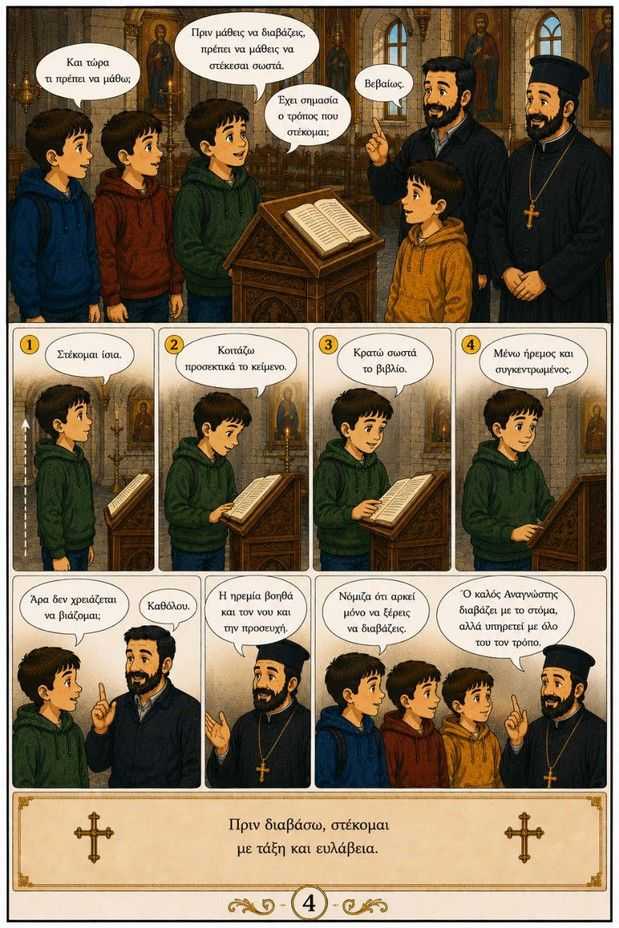 Και τώρα
τι πρέπει να μάθω;
Πριν μάθεις να διαβάζεις,
πρέπει να μάθεις να
στέκεσαι σωστά.
Έχει σημασία
ο τρόπος που
στέκομαι;
Βεβαίως.
1
Στέκομαι ίσια.
2
Κοιτάζω
προσεκτικά το κείμενο.
3
Κρατώ σωστά
το βιβλίο.
4
Μένω ήρεμος και
συγκεντρωμένος.
Άρα δεν χρειάζεται
να βιάζομαι;
Καθόλου.
Η ηρεμία βοηθά
και τον νου και
την προσευχή.
Νόμιζα ότι αρκεί
μόνο να ξέρεις
να διαβάζεις.
Ὁ καλός Αναγνώστης
διαβάζει με το στόμα,
αλλά υπηρετεί με όλο
του τον τρόπο.
Πριν διαβάσω, στέκομαι
με τάξη και ευλάβεια.
4